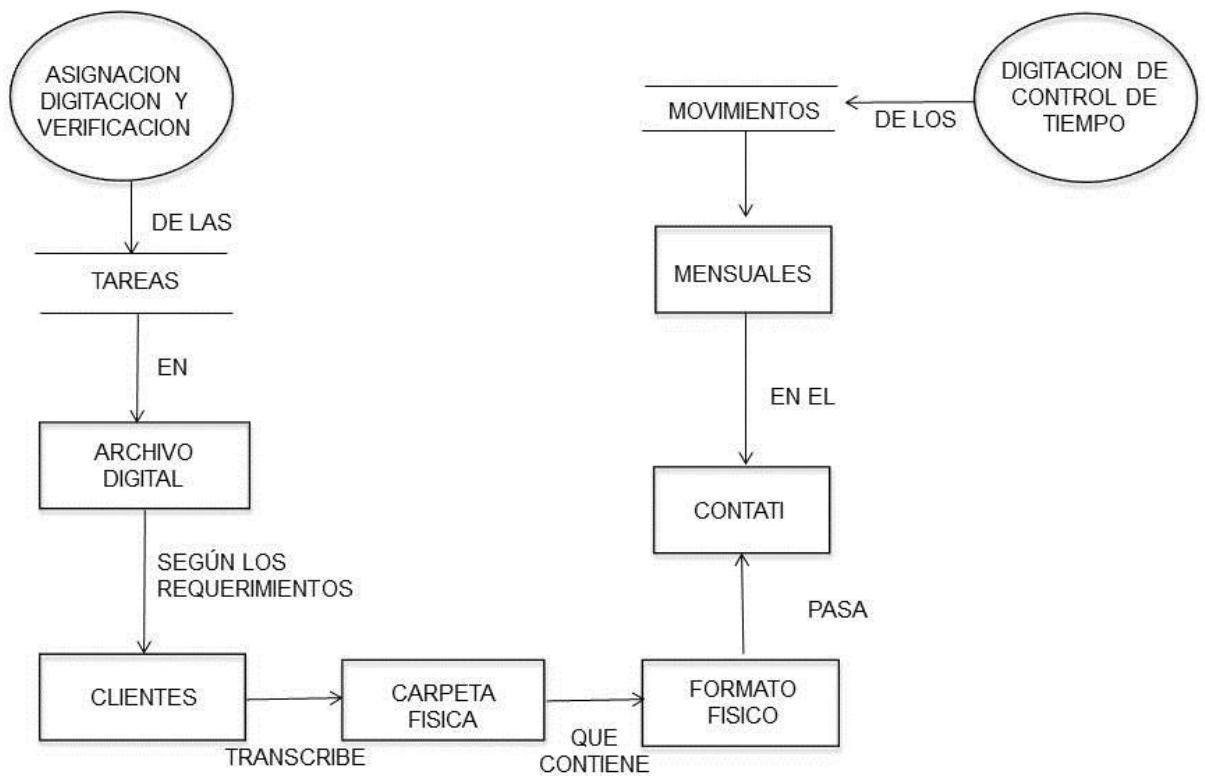 ASIGNACION
DIGITACION Y
VERIFICACION
DE LAS
TAREAS
EN
ARCHIVO
DIGITAL
SEGÚN LOS
REQUERIMIENTOS
CLIENTES
TRANSCRIBE
CARPETA
FISICA
QUE
CONTIENE
FORMATO
FISICO
PASA
CONTATI
EN EL
MENSUALES
MOVIMIENTOS
DE LOS
DIGITACION DE
CONTROL DE
TIEMPO